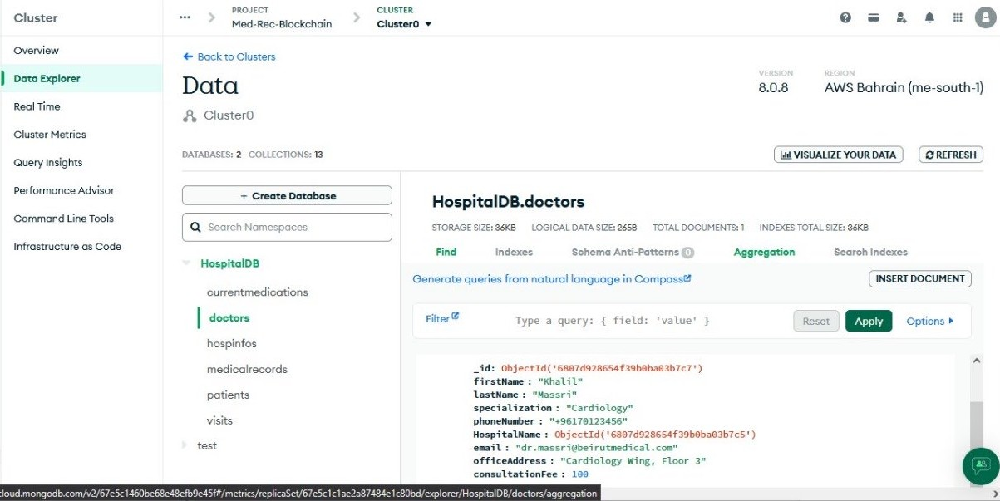 Cluster
PROJECT
Med-Rec-Blockchain
CLUSTER
Cluster0
Overview
Data Explorer
Real Time
Cluster Metrics
Query Insights
Performance Advisor
Command Line Tools
Infrastructure as Code
Back to Clusters
Data
Cluster0
VERSION
8.0.8
REGION
AWS Bahrain (me-south-1)
DATABASES: 2 COLLECTIONS: 13
VISUALIZE YOUR DATA
REFRESH
+ Create Database
Search Namespaces
HospitalDB
currentmedications
doctors
hospinfos
medicalrecords
patients
visits
test
HospitalDB.doctors
STORAGE SIZE: 36KB LOGICAL DATA SIZE: 265B TOTAL DOCUMENTS: 1 INDEXES TOTAL SIZE: 36KB
Find Indexes Schema Anti-Patterns 0 Aggregation Search Indexes
Generate queries from natural language in Compass
INSERT DOCUMENT
Filter Type a query: { field: 'value' } Reset Apply Options
_id: ObjectId('6807d928654f39b0ba03b7c7')
firstName : "Khalil"
lastName : "Massri"
specialization : "Cardiology"
phoneNumber : "+96170123456"
HospitalName : ObjectId('6807d928654f39b0ba03b7c5')
email : "dr.massri@beirutmedical.com"
officeAddress : "Cardiology Wing, Floor 3"
consultationFee : 100
cloud.mongodb.com/v2/67e5c1460be68e48efb9e45f#/metrics/replicaSet/67e5c1c1ae2a87484e1c80bd/explorer/HospitalDB/doctors/aggregation